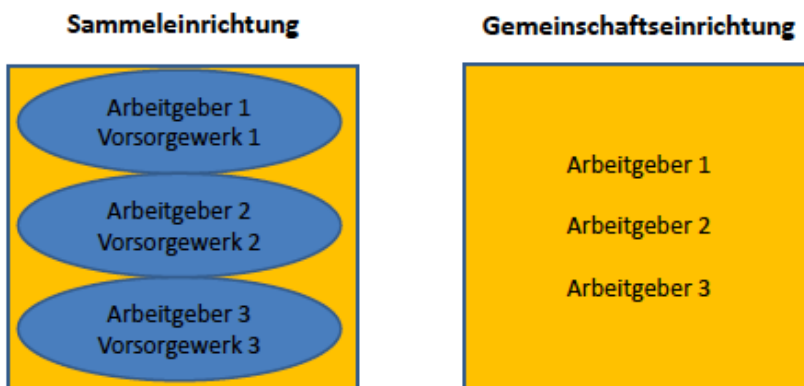 Sammeleinrichtung
Arbeitgeber 1
Vorsorgewerk 1
Arbeitgeber 2
Vorsorgewerk 2
Arbeitgeber 3
Vorsorgewerk 3
Gemeinschaftseinrichtung
Arbeitgeber 1
Arbeitgeber 2
Arbeitgeber 3